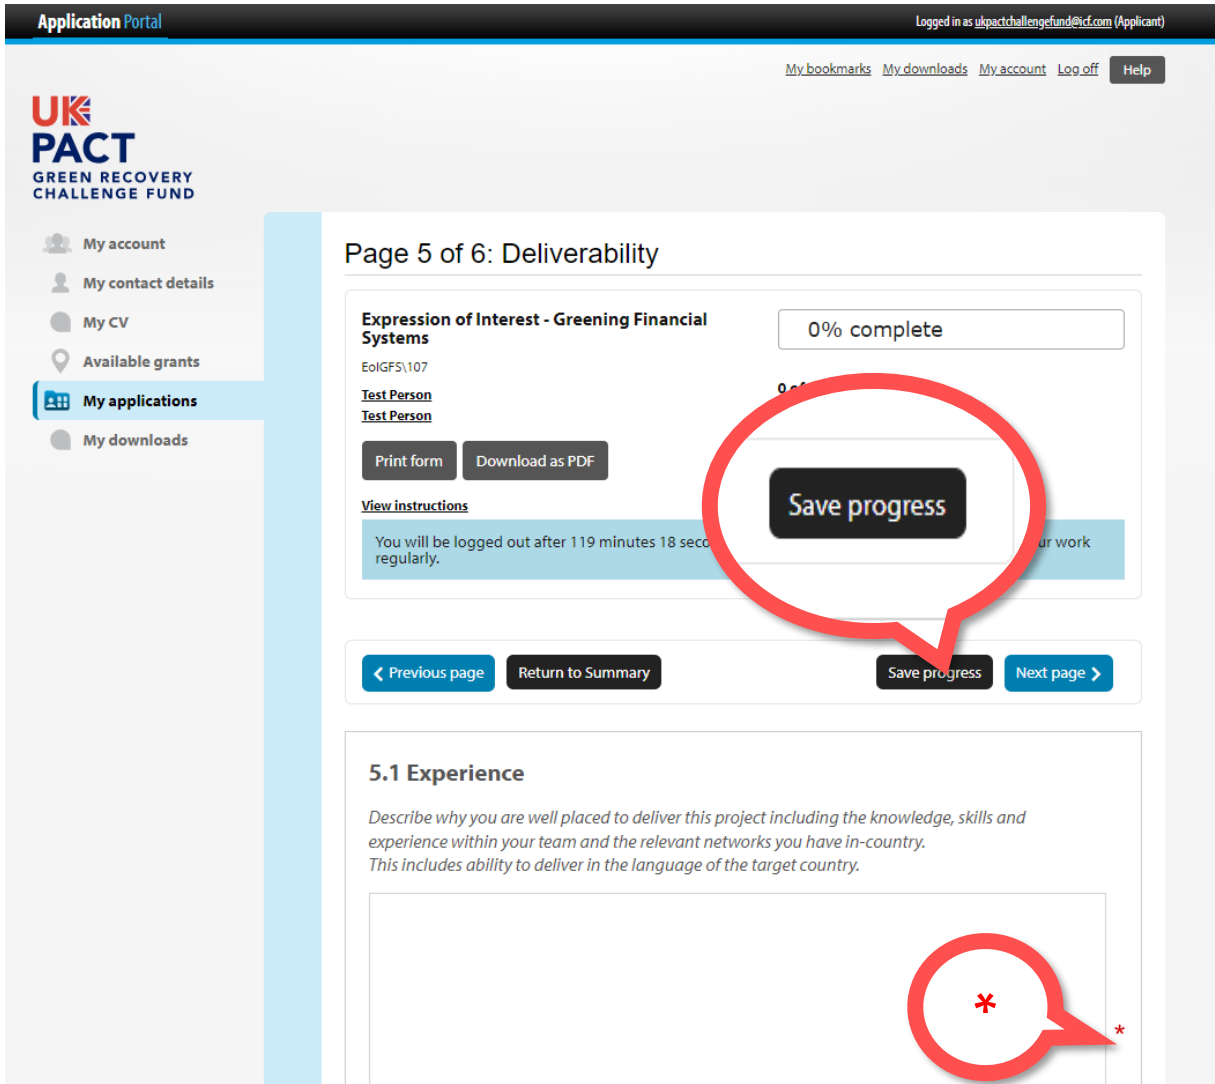 Application Portal
Logged in as ukpactchallengefund@icf.com (Applicant)
My bookmarks My downloads My account Log off Help
UK
PACT
GREEN RECOVERY
CHALLENGE FUND
My account
My contact details
My CV
Available grants
My applications
My downloads
Page 5 of 6: Deliverability
Expression of Interest - Greening Financial
Systems
EoIGFS\107
Test Person
Test Person
0% complete
Print form Download as PDF
View instructions
Save progress
You will be logged out after 119 minutes 18 work
regularly.
Previous page Return to Summary Save progress Next page
5.1 Experience
Describe why you are well placed to deliver this project including the knowledge, skills and
experience within your team and the relevant networks you have in-country.
This includes ability to deliver in the language of the target country.
*
*